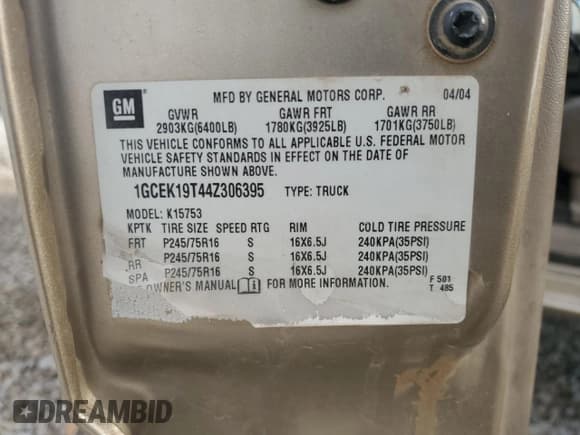 GM
MFD BY GENERAL MOTORS CORP. 04/04
GVWR GAWR FRT GAWR RR
2903KG(6400LB) 1780KG(3925LB) 1701KG(3750LB)
THIS VEHICLE CONFORMS TO ALL APPLICABLE U.S. FEDERAL MOTOR
VEHICLE SAFETY STANDARDS IN EFFECT ON THE DATE OF
MANUFACTURE SHOWN ABOVE.
1GCEK19T44Z306395 TYPE: TRUCK
MODEL: K15753
KPTK TIRE SIZE SPEED RTG RIM COLD TIRE PRESSURE
FRT P245/75R16 S 16X6.5J 240KPA(35PSI)
RR P245/75R16 S 16X6.5J 240KPA(35PSI)
SPA P245/75R16 S 16X6.5J 240KPA(35PSI)
OWNER'S MANUAL FOR MORE INFORMATION.
F 501
T 485
DREAMBID